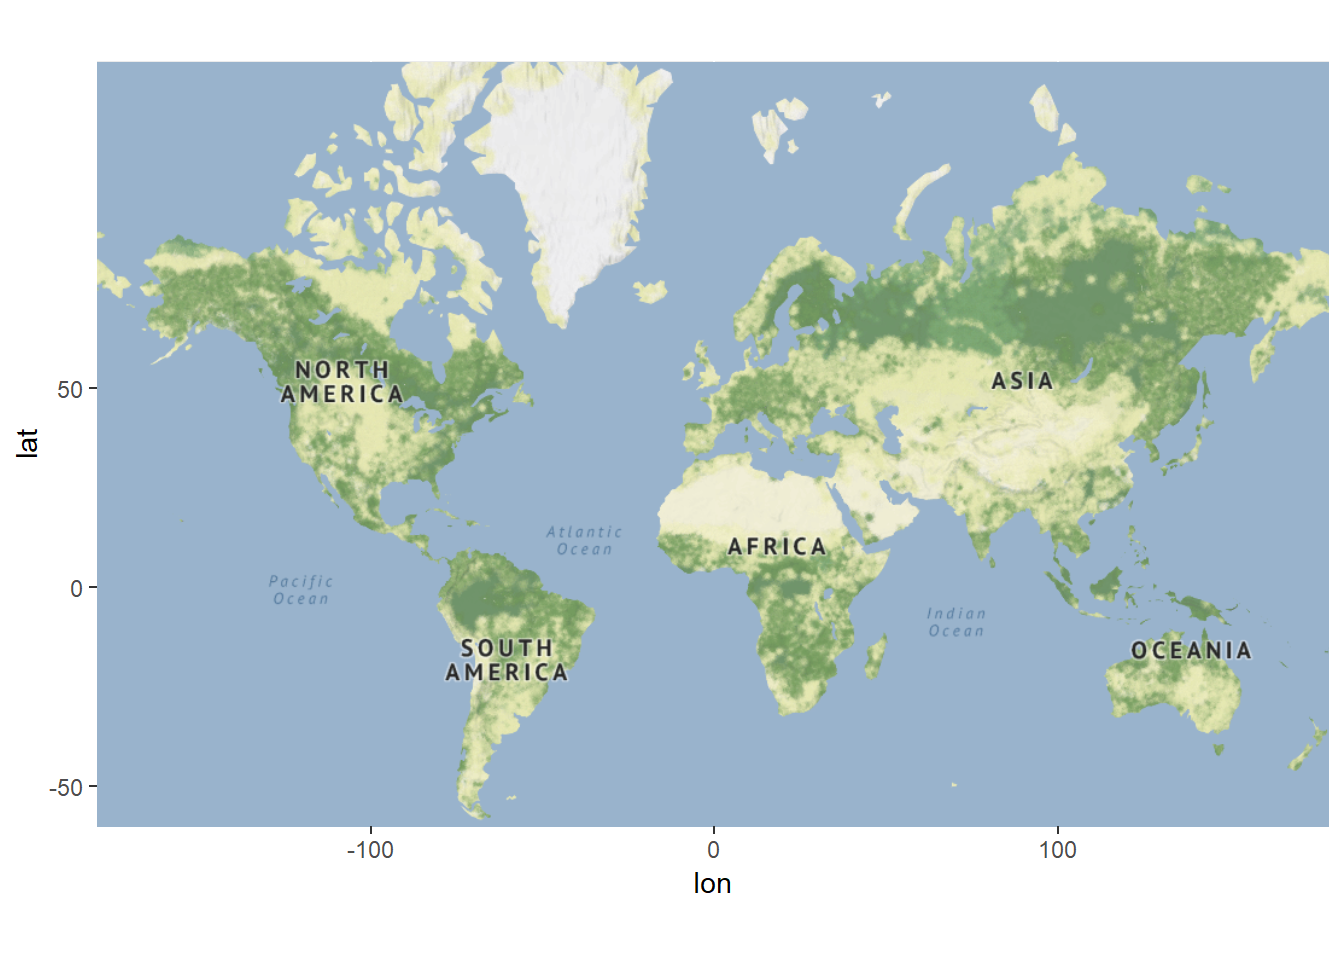 NORTH
AMERICA
ASIA
50
lat
Atlantic
Ocean
AFRICA
Pacific
Ocean
0
Indian
Ocean
SOUTH
AMERICA
OCEANIA
-50
-100
0
100
lon